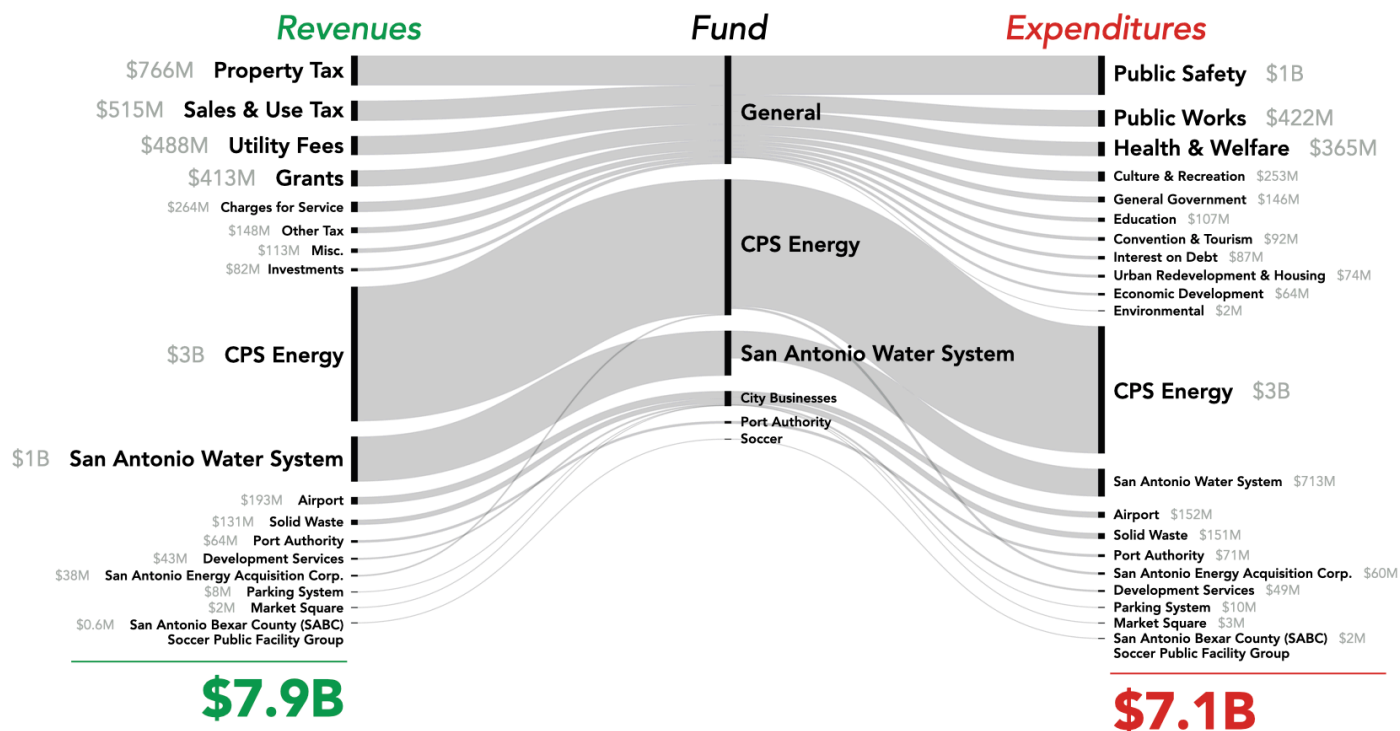 Revenues
Fund
Expenditures
$766M Property Tax
$515M Sales & Use Tax
$488M Utility Fees
$413M Grants
$264M Charges for Service
$148M Other Tax
$113M Misc.
$82M Investments
$3B CPS Energy
$1B San Antonio Water System
$193M Airport
$131M Solid Waste
$64M Port Authority
$43M Development Services
$38M San Antonio Energy Acquisition Corp.
$8M Parking System
$2M Market Square
$0.6M San Antonio Bexar County (SABC)
Soccer Public Facility Group
$7.9B
General
CPS Energy
San Antonio Water System
City Businesses
Port Authority
Soccer
Public Safety $1B
Public Works $422M
Health & Welfare $365M
Culture & Recreation $253M
General Government $146M
Education $107M
Convention & Tourism $92M
Interest on Debt $87M
Urban Redevelopment & Housing $74M
Economic Development $64M
Environmental $2M
CPS Energy $3B
San Antonio Water System $713M
Airport $152M
Solid Waste $151M
Port Authority $71M
San Antonio Energy Acquisition Corp. $60M
Development Services $49M
Parking System $10M
Market Square $3M
San Antonio Bexar County (SABC) $2M
Soccer Public Facility Group
$7.1B